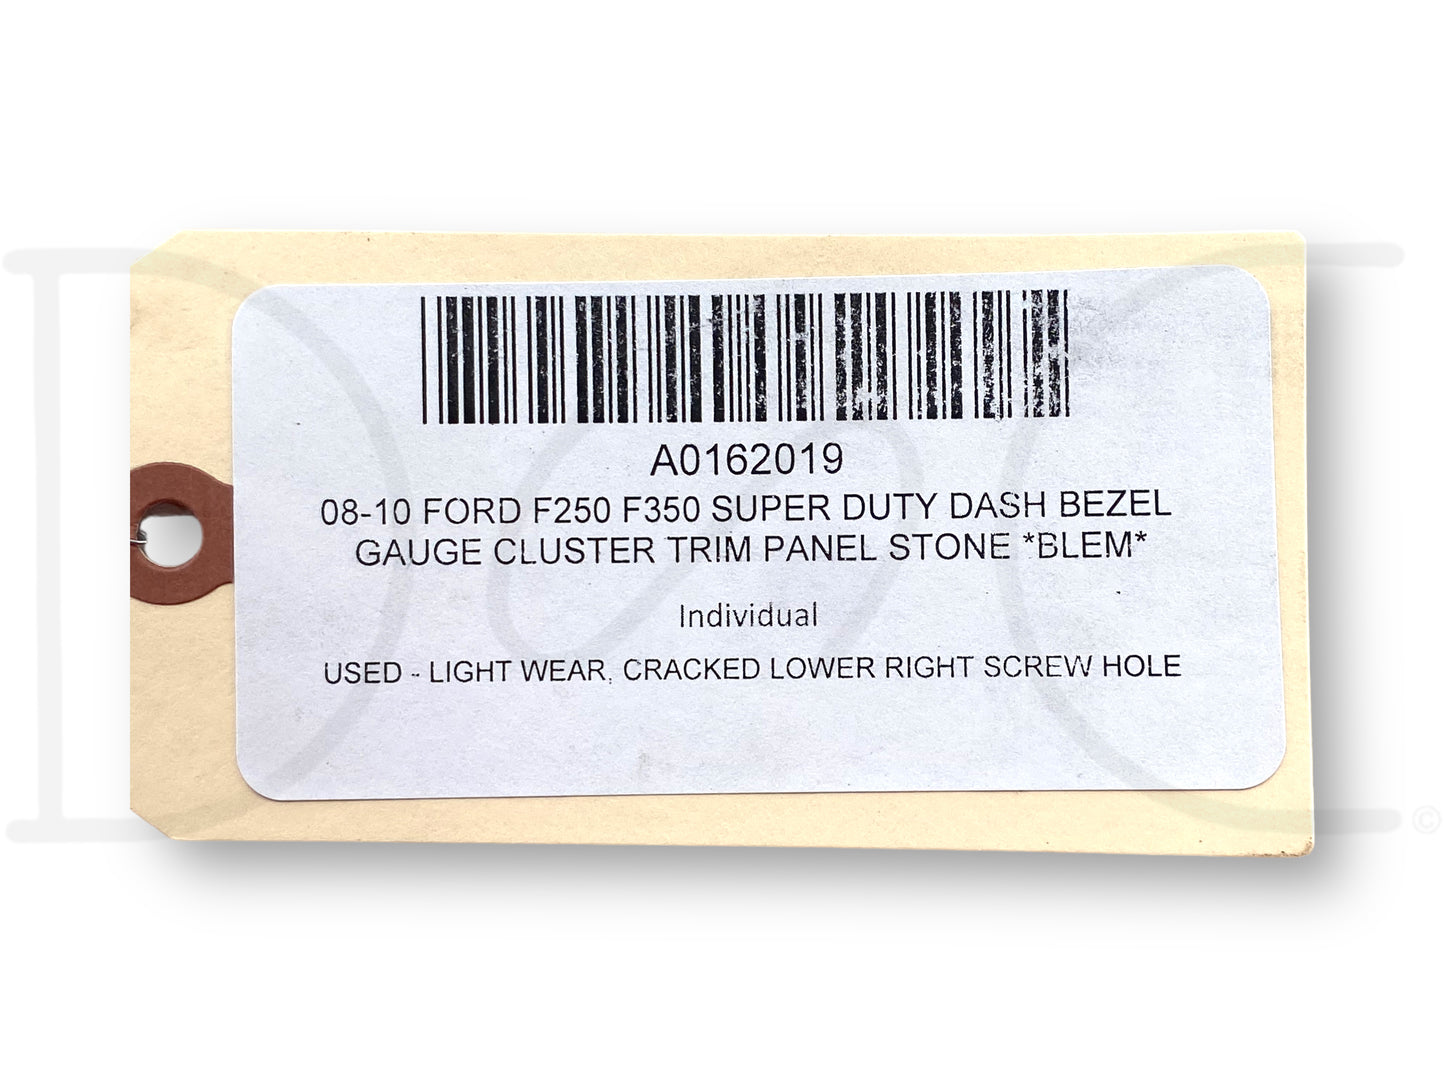 A0162019
08-10 FORD F250 F350 SUPER DUTY DASH BEZEL
GAUGE CLUSTER TRIM PANEL STONE *BLEM*
Individual
USED - LIGHT WEAR, CRACKED LOWER RIGHT SCREW HOLE
©